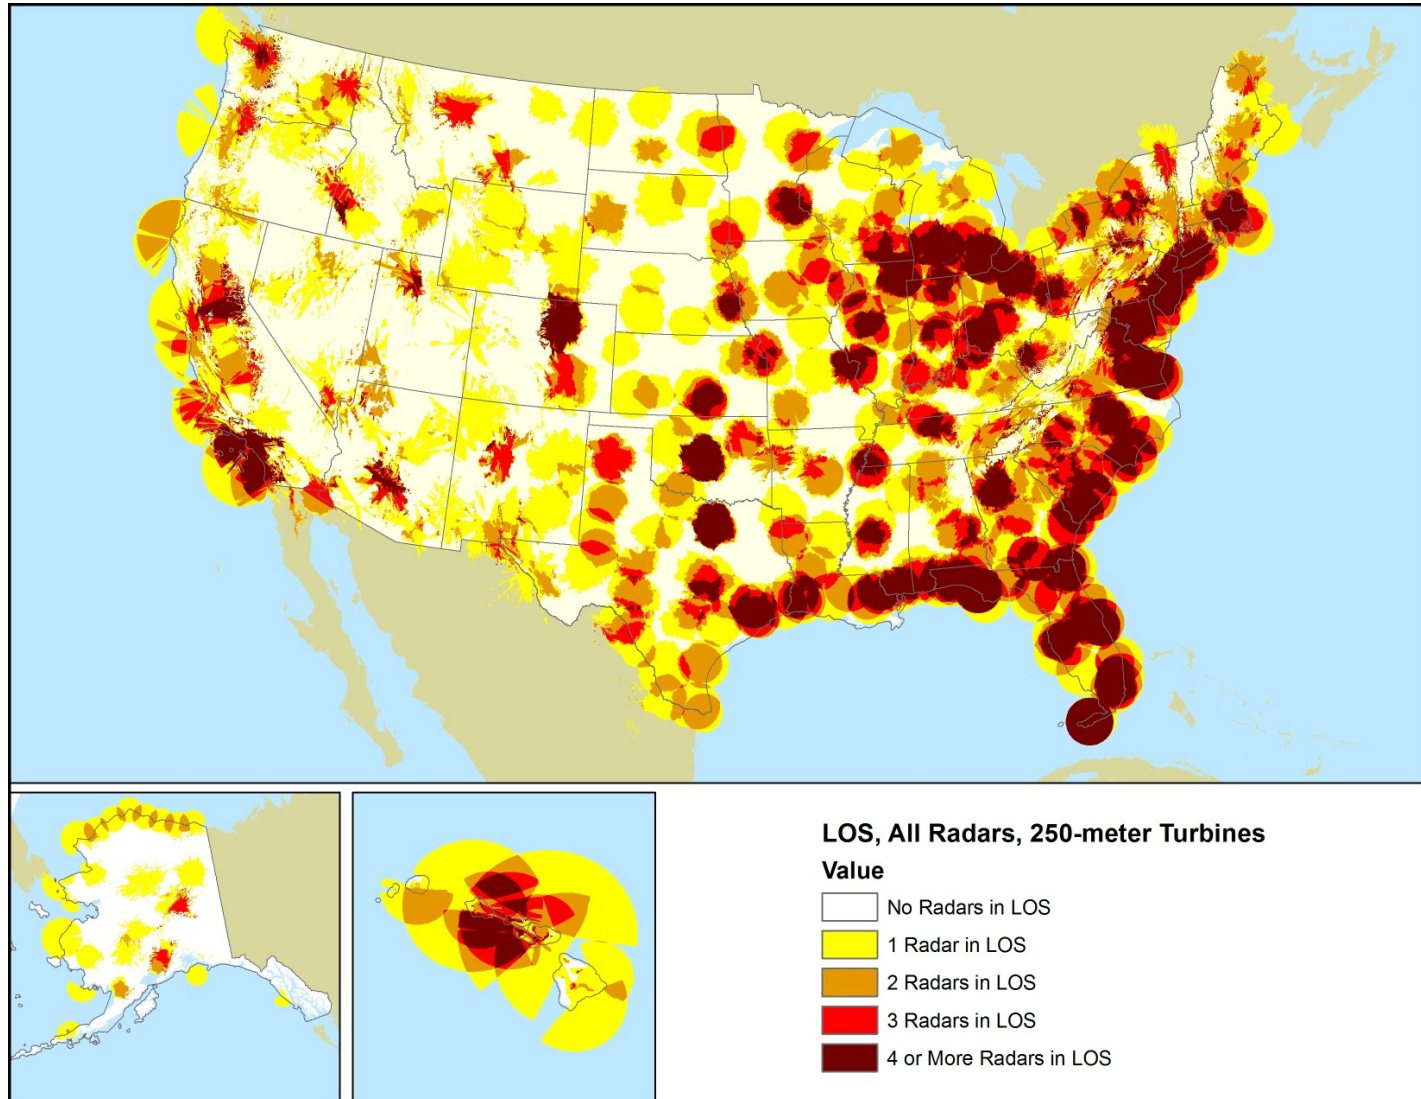 LOS, All Radars, 250-meter Turbines
Value
No Radars in LOS
1 Radar in LOS
2 Radars in LOS
3 Radars in LOS
4 or More Radars in LOS